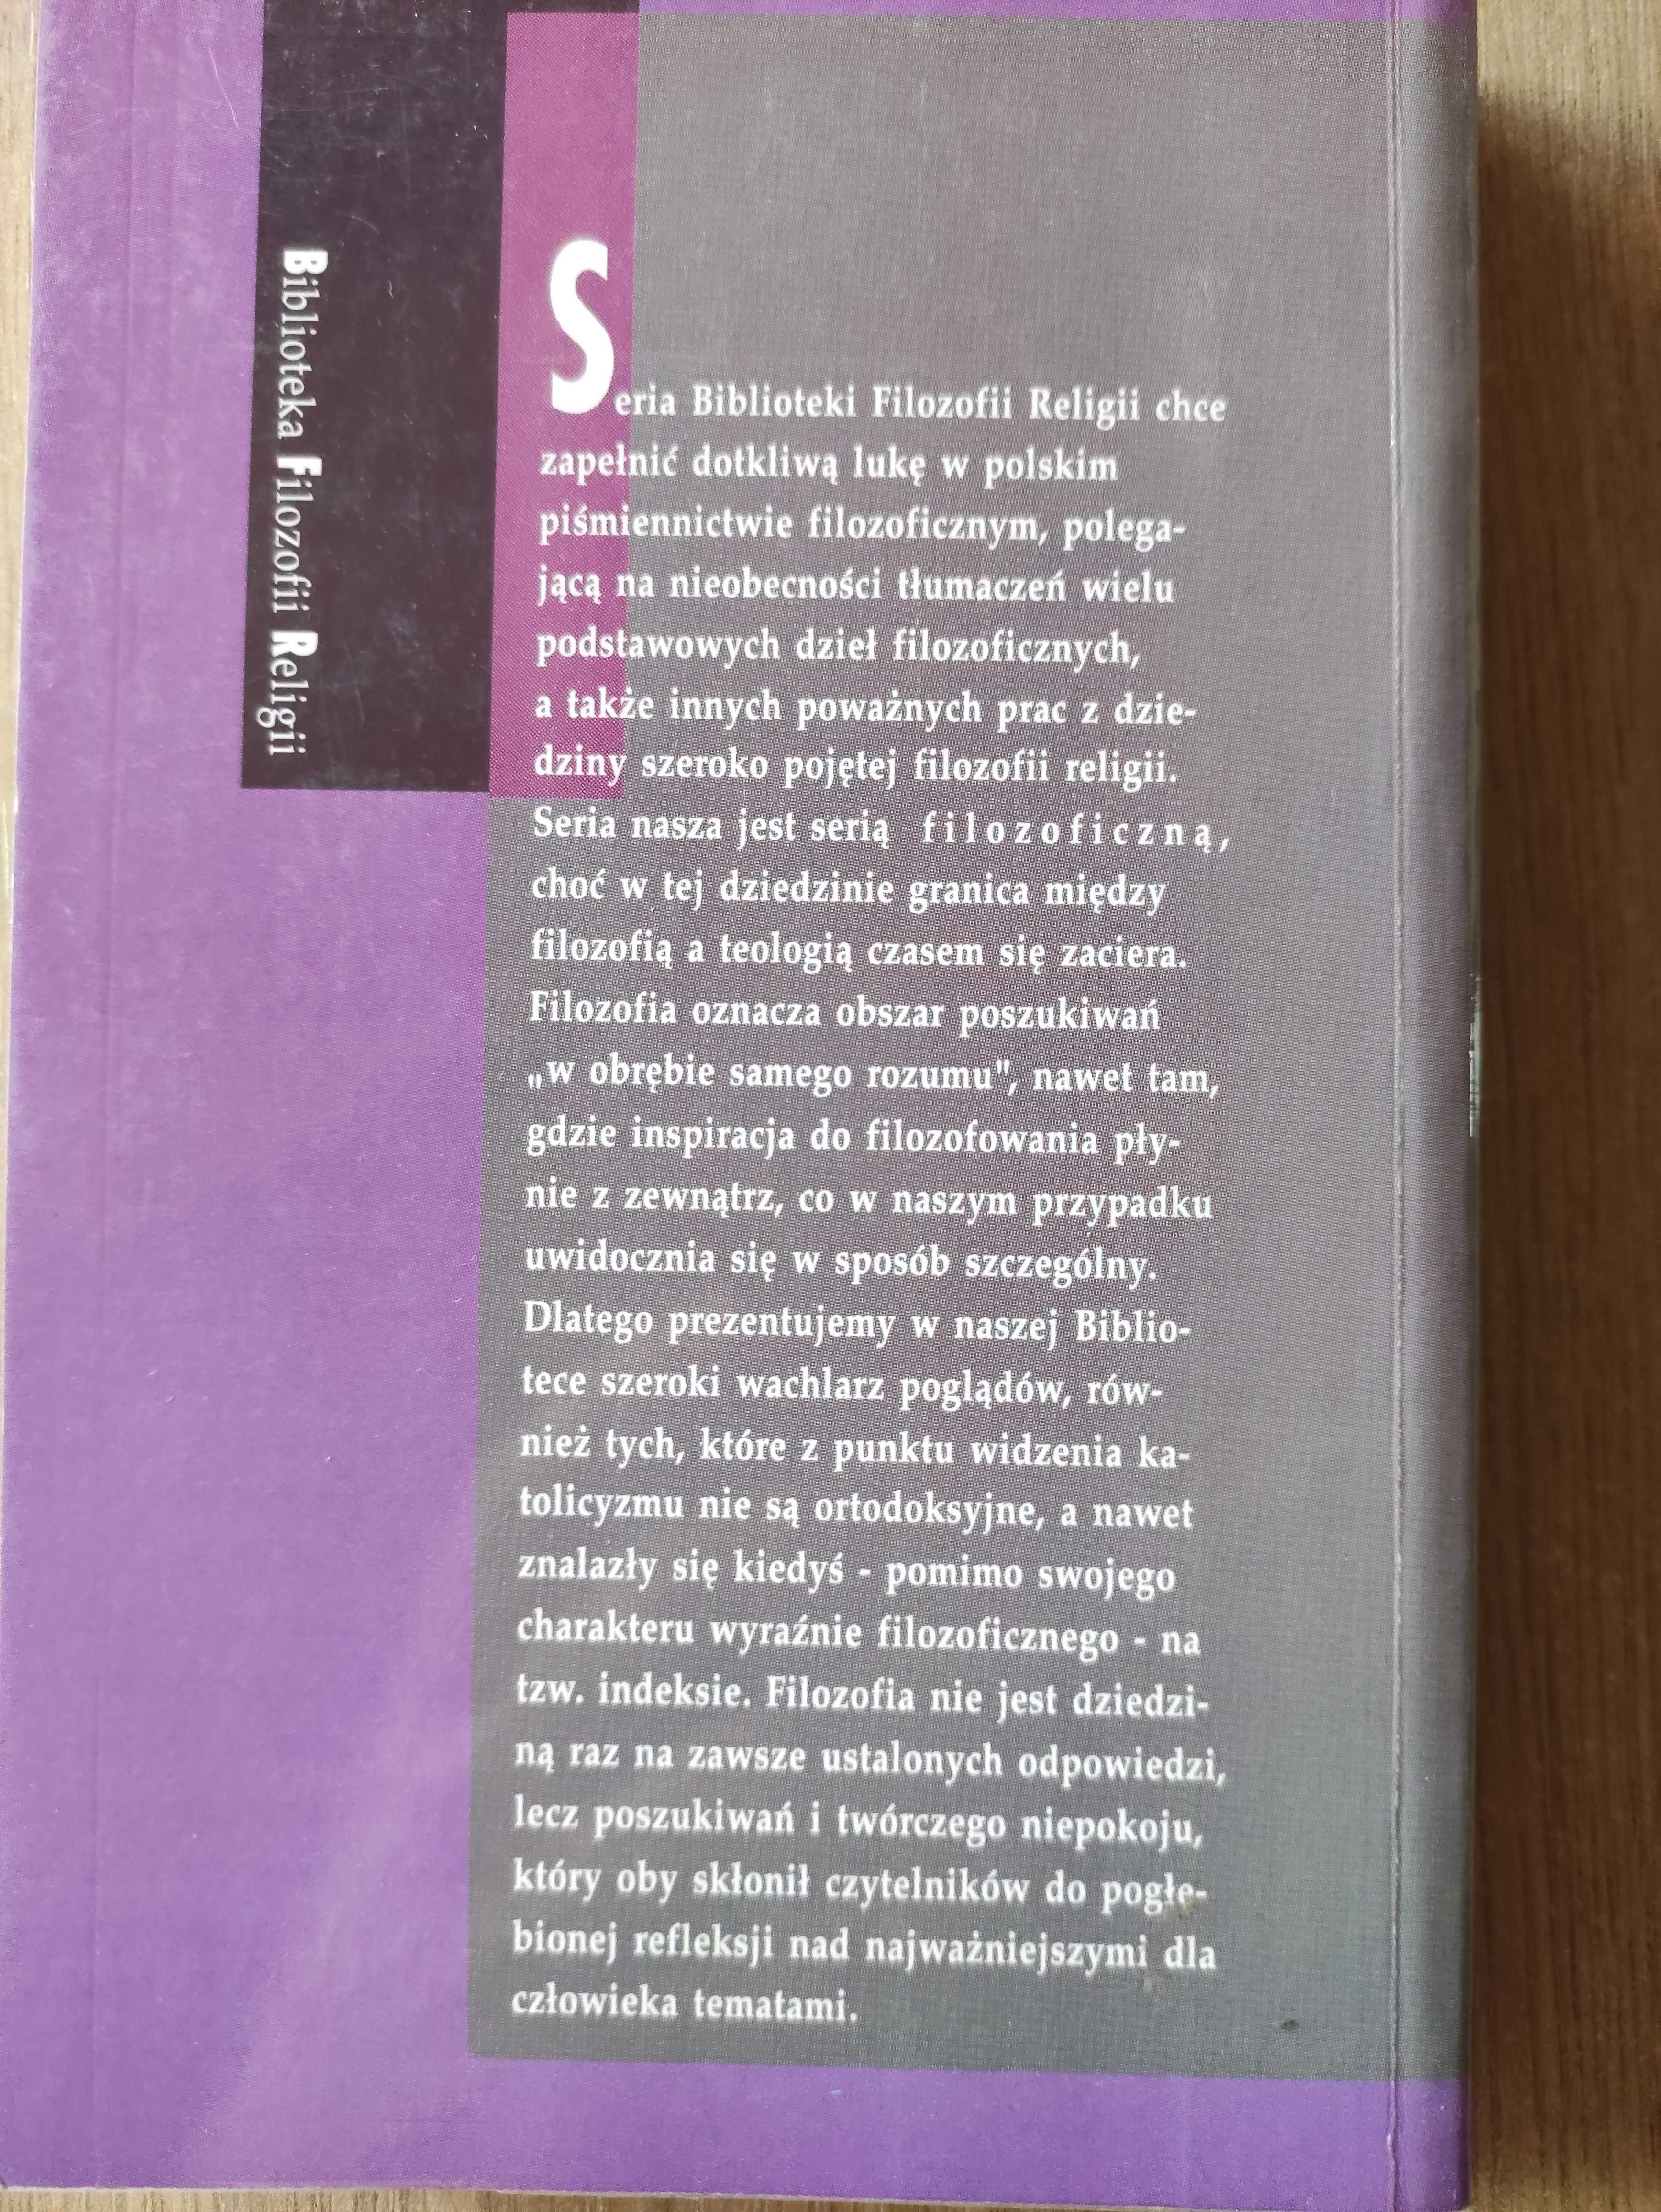 Biblioteka Filozofii Religii
Seria Biblioteki Filozofii Religii chce
zapełnić dotkliwą lukę w polskim
piśmiennictwie filozoficznym, polega-
jącą na nieobecności tłumaczeń wielu
podstawowych dzieł filozoficznych,
a także innych poważnych prac z dzie-
dziny szeroko pojętej filozofii religii.
Seria nasza jest serią filozoficzną,
choć w tej dziedzinie granica między
filozofią a teologią czasem się zaciera.
Filozofia oznacza obszar poszukiwań
„w obrębie samego rozumu", nawet tam,
gdzie inspiracja do filozofowania pły-
nie z zewnątrz, co w naszym przypadku
uwidocznia się w sposób szczególny.
Dlatego prezentujemy w naszej Biblio-
tece szeroki wachlarz poglądów, rów-
nież tych, które z punktu widzenia ka-
tolicyzmu nie są ortodoksyjne, a nawet
znalazły się kiedyś - pomimo swojego
charakteru wyraźnie filozoficznego - na
tzw. indeksie. Filozofia nie jest dziedzi-
ną raz na zawsze ustalonych odpowiedzi,
lecz poszukiwań i twórczego niepokoju,
który oby skłonił czytelników do pogłę-
bionej refleksji nad najważniejszymi dla
człowieka tematami.